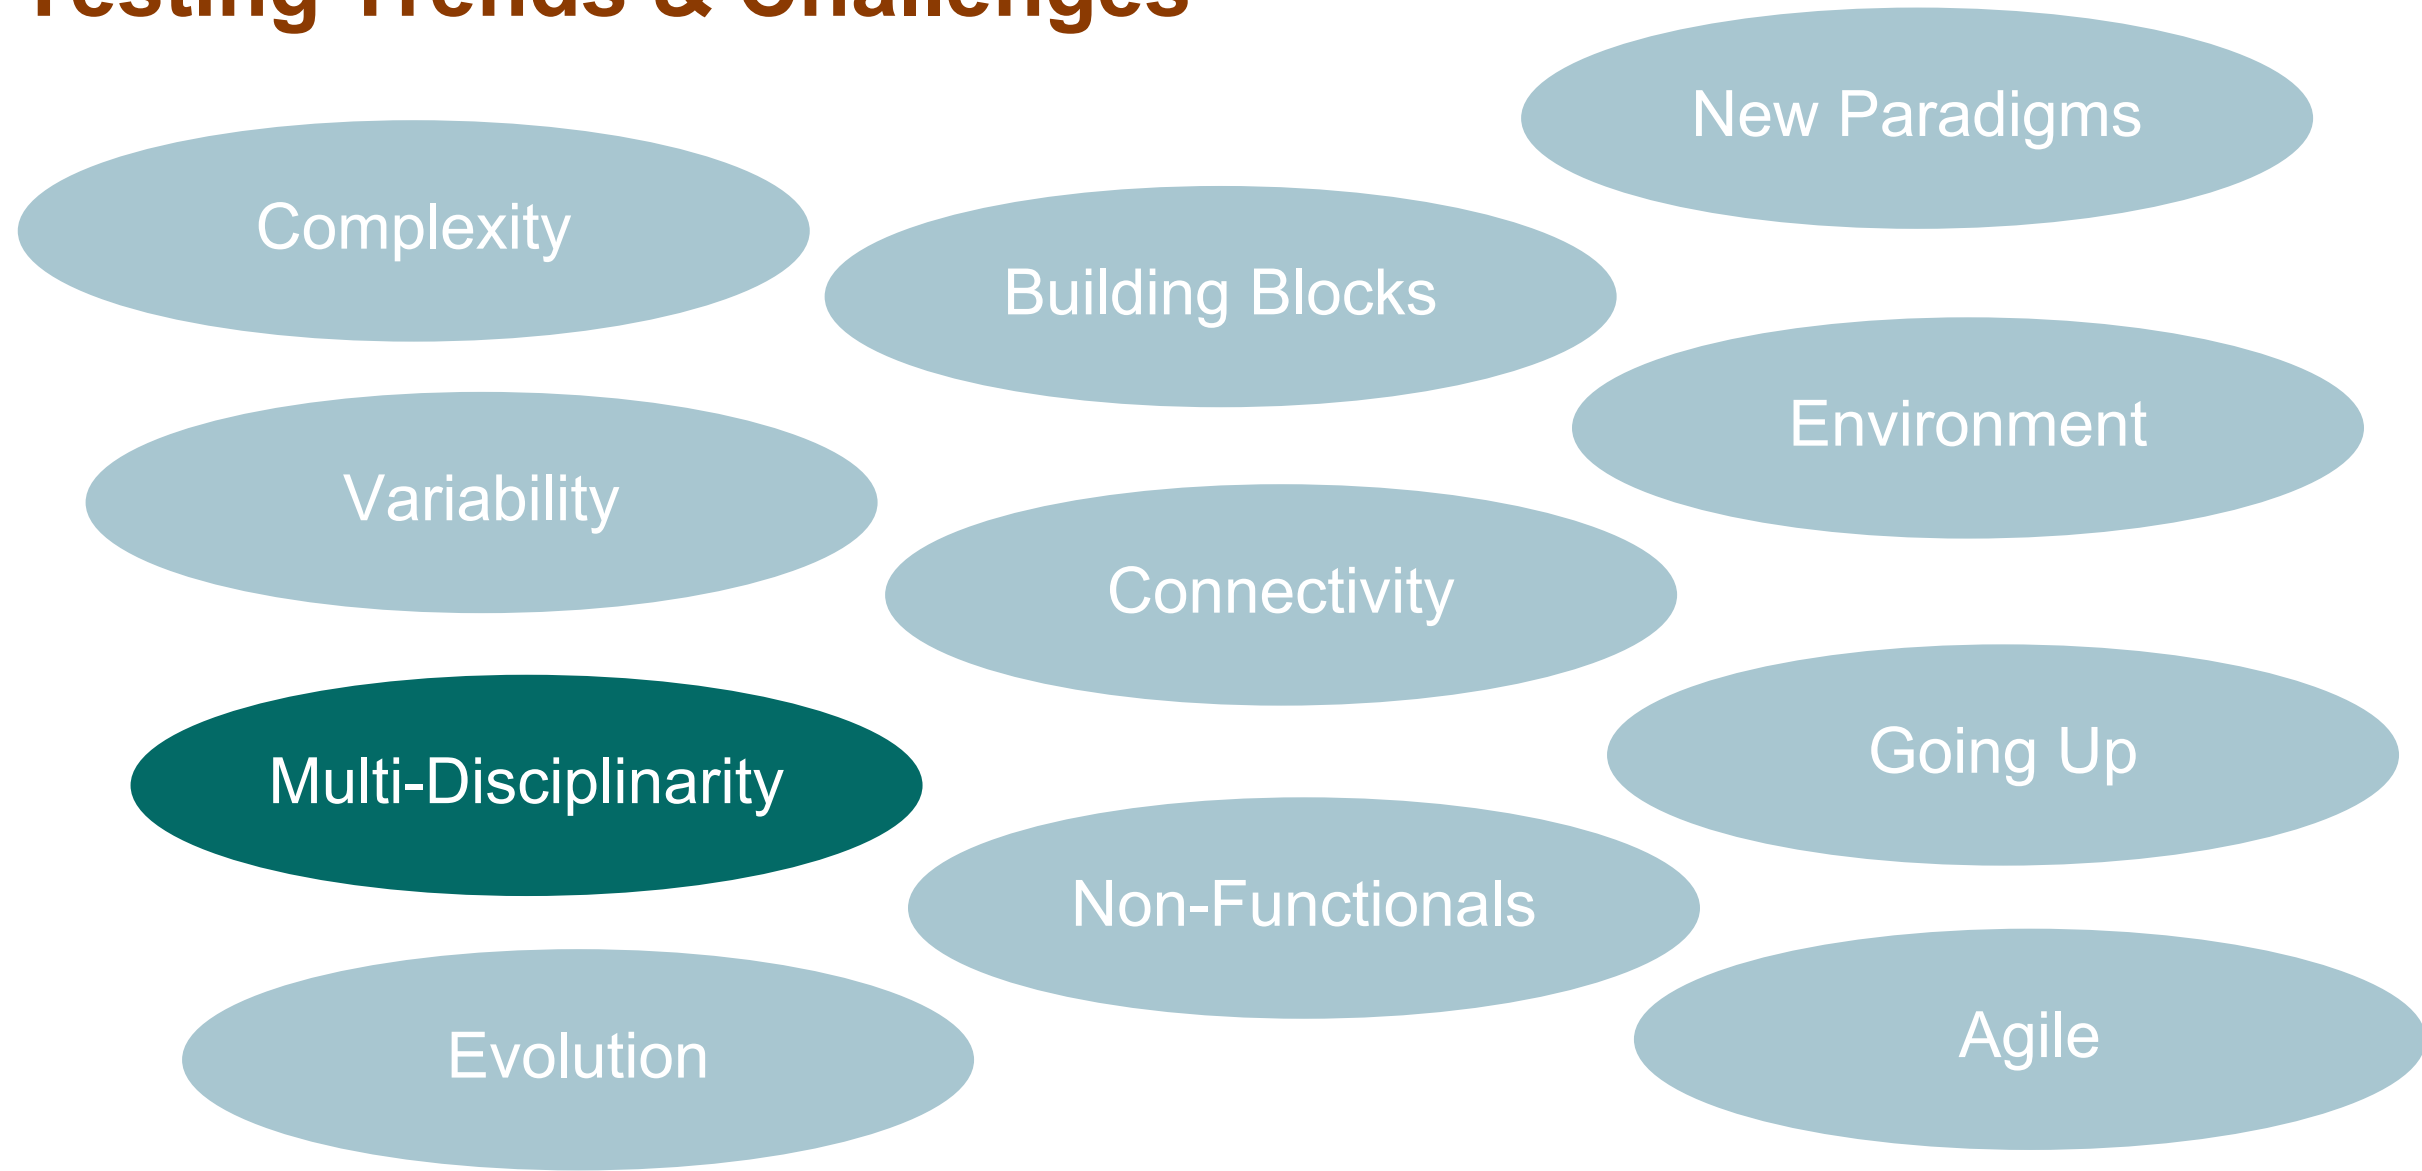 Testing Trends & Challenges
New Paradigms
Complexity
Building Blocks
Environment
Variability
Connectivity
Going Up
Multi-Disciplinarity
Non-Functionals
Agile
Evolution